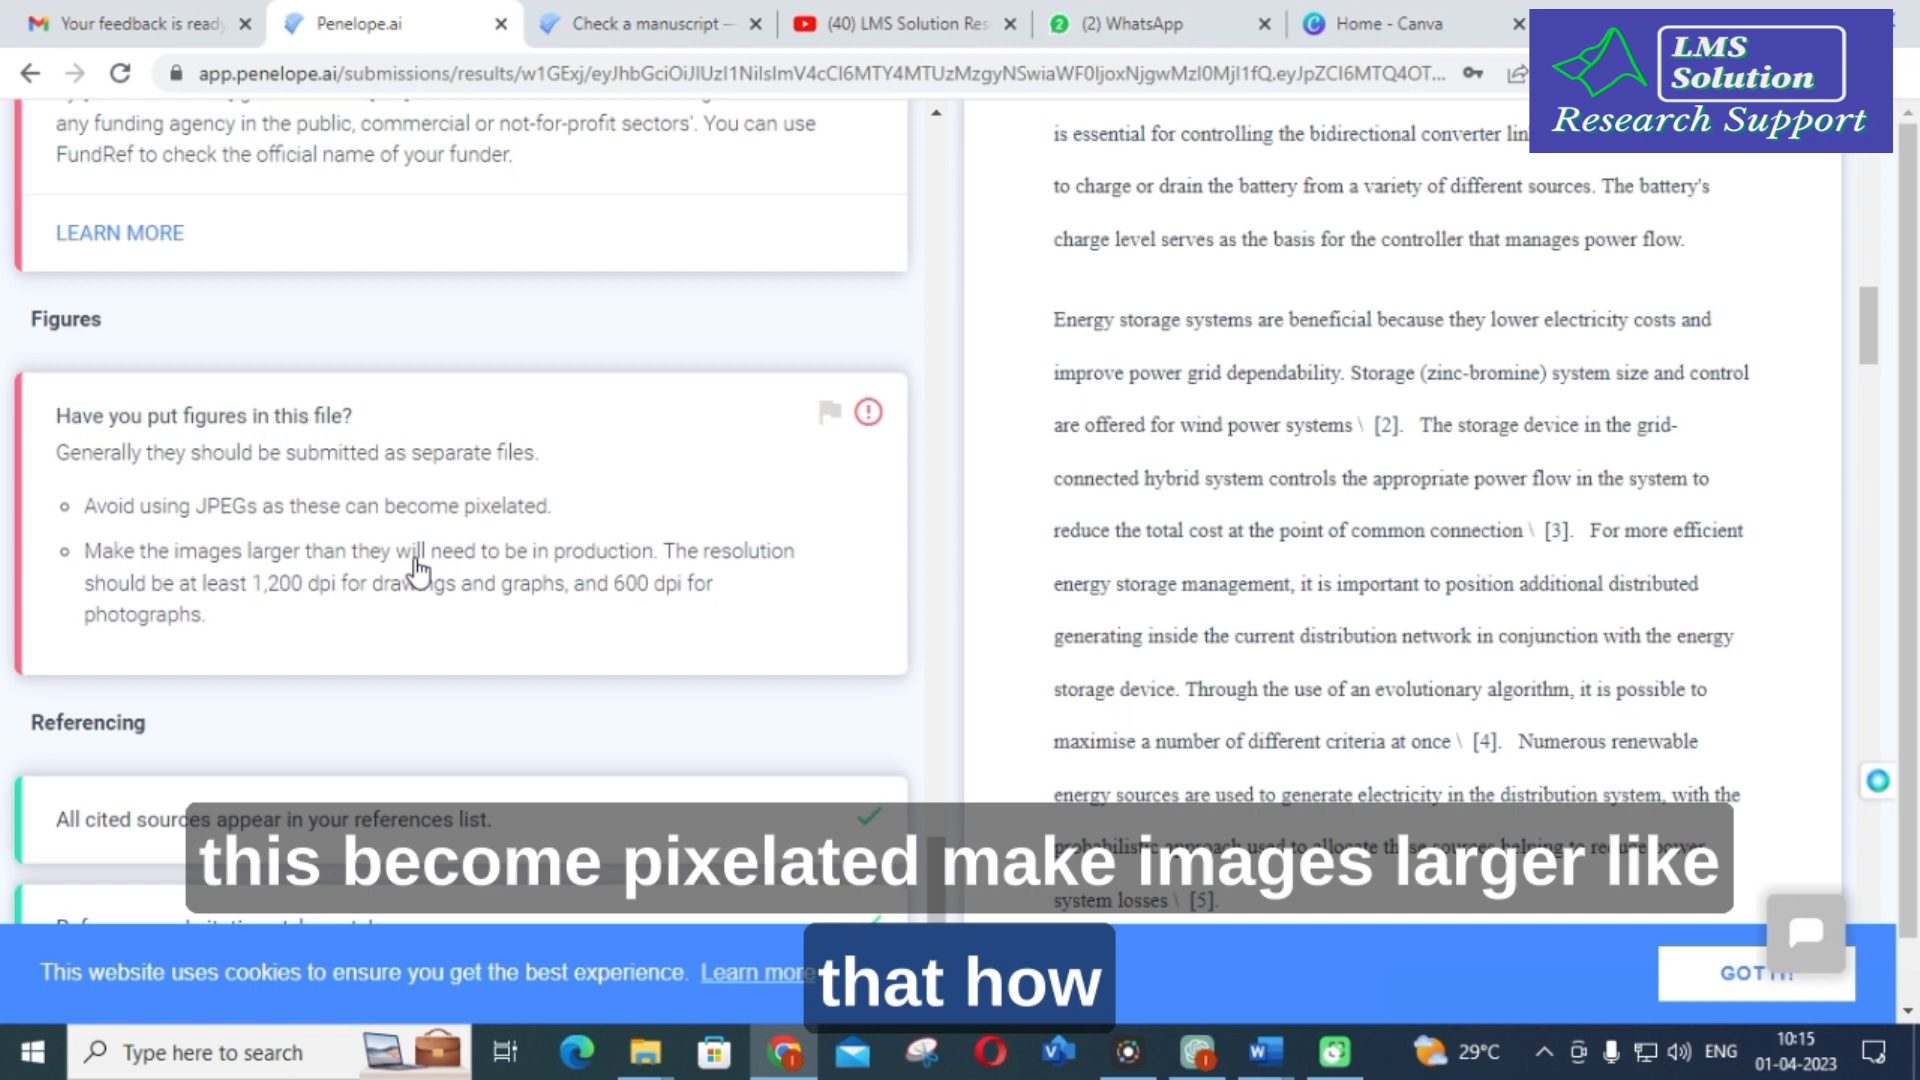 Your feedback is ready
Penelope.ai
Check a manuscript –
(40) LMS Solution Res
(2) WhatsApp
Home - Canva
app.penelope.ai/submissions/results/w1GExj/
LMS
Solution
Research Support
any funding agency in the public, commercial or not-for-profit sectors'. You can use
FundRef to check the official name of your funder.
LEARN MORE
Figures
Have you put figures in this file?
Generally they should be submitted as separate files.
Avoid using JPEGs as these can become pixelated.
Make the images larger than they will need to be in production. The resolution
should be at least 1,200 dpi for drawings and graphs, and 600 dpi for
photographs.
Referencing
All cited sources appear in your references list.
is essential for controlling the bidirectional converter
to charge or drain the battery from a variety of different sources. The battery's
charge level serves as the basis for the controller that manages power flow.
Energy storage systems are beneficial because they lower electricity costs and
improve power grid dependability. Storage (zinc-bromine) system size and control
are offered for wind power systems \ [2]. The storage device in the grid-
connected hybrid system controls the appropriate power flow in the system to
reduce the total cost at the point of common connection \ [3]. For more efficient
energy storage management, it is important to position additional distributed
generating inside the current distribution network in conjunction with the energy
storage device. Through the use of an evolutionary algorithm, it is possible to
maximise a number of different criteria at once \ [4]. Numerous renewable
energy sources are used to generate electricity in the distribution system, with the
system losses \ [5].
this become pixelated make images larger like
that how
This website uses cookies to ensure you get the best experience. Learn more
GOT IT!
Type here to search
29°C
ENG
10:15
01-04-2023